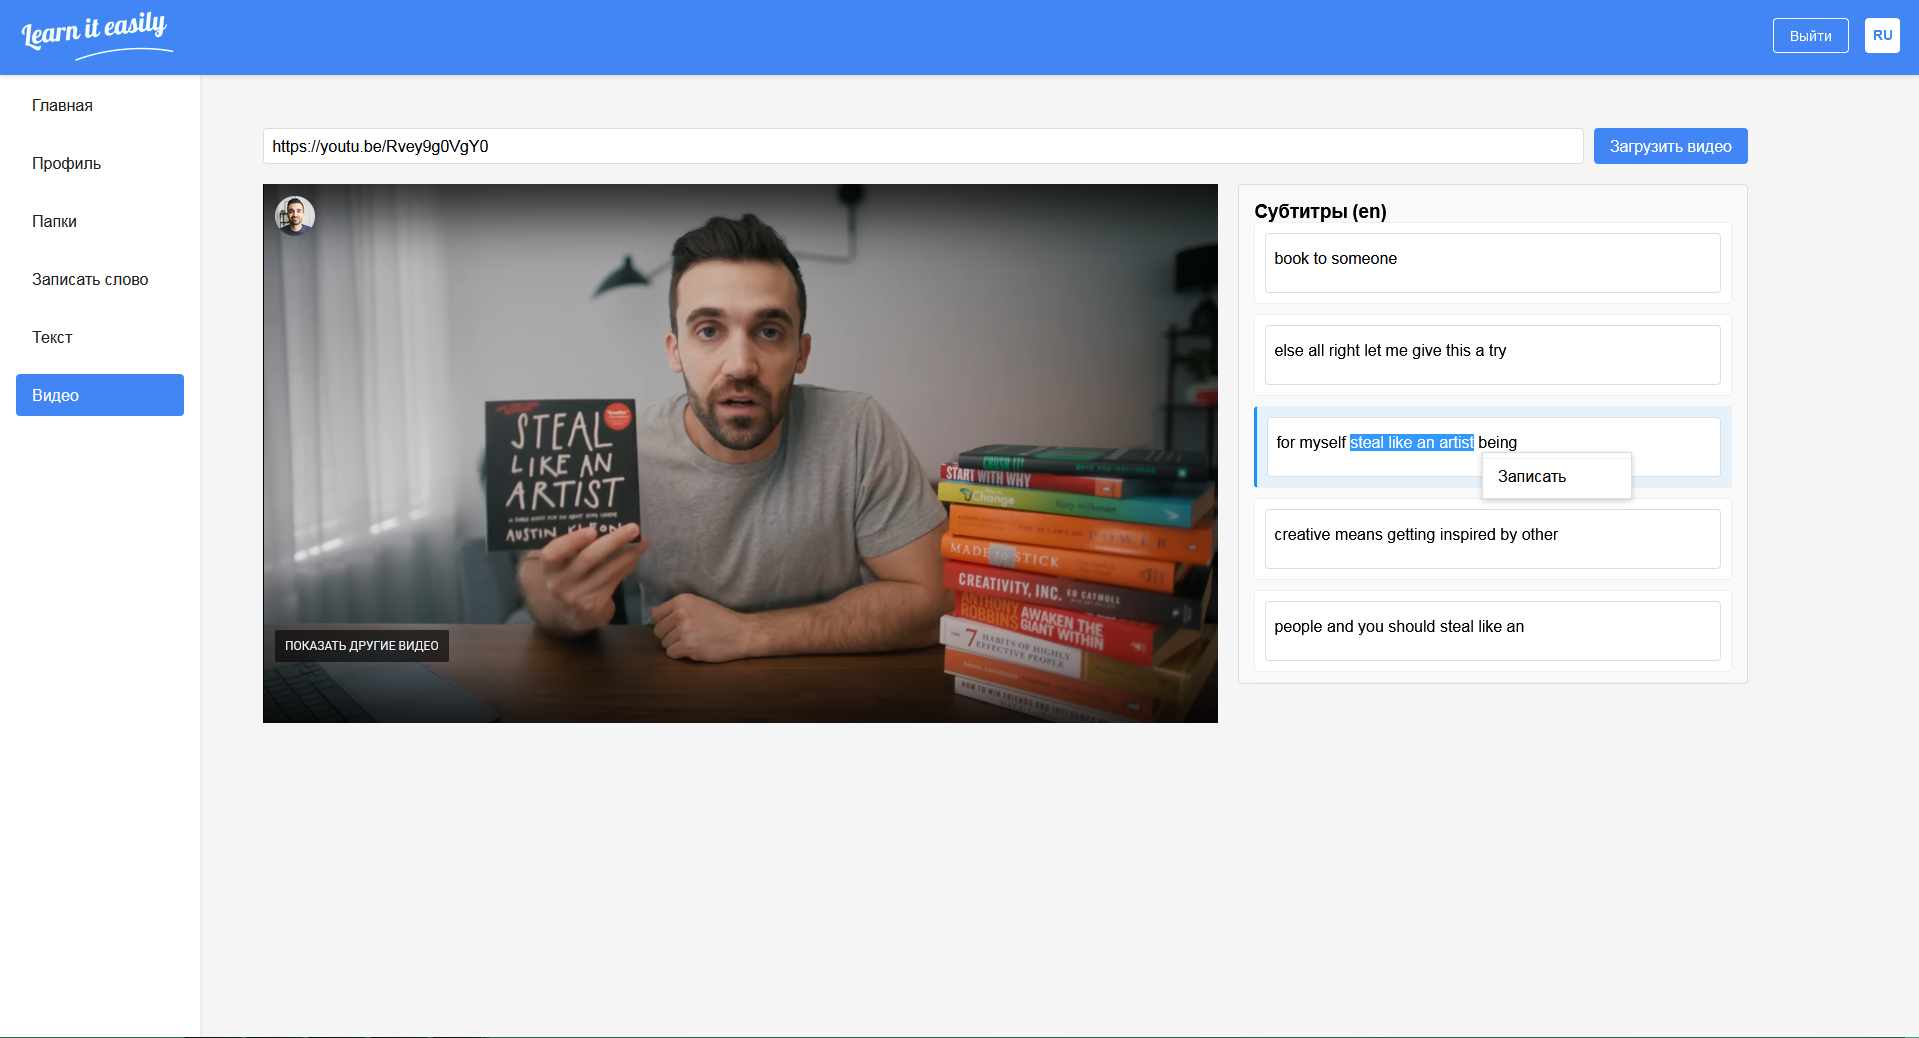 Learn it easily
Выйти
RU
Главная
Профиль
Папки
Записать слово
Текст
Видео
https://youtu.be/Rvey9g0VgY0
Загрузить видео
STEAL
LIKE AN
ARTIST
AUSTIN KLEON
CRUSH IT!
START WITH WHY
Change
Katy Milkman
POWER
MADE TO STICK
CREATIVITY, INC. ED CATMULL
ANTHONY ROBBINS
AWAKEN THE
GIANT WITHIN
THE 7 HABITS OF HIGHLY
EFFECTIVE PEOPLE
HOW TO WIN FRIENDS AND INFLUENCE
ПОКАЗАТЬ ДРУГИЕ ВИДЕО
Субтитры (en)
book to someone
else all right let me give this a try
for myself steal like an artist being
Записать
creative means getting inspired by other
people and you should steal like an